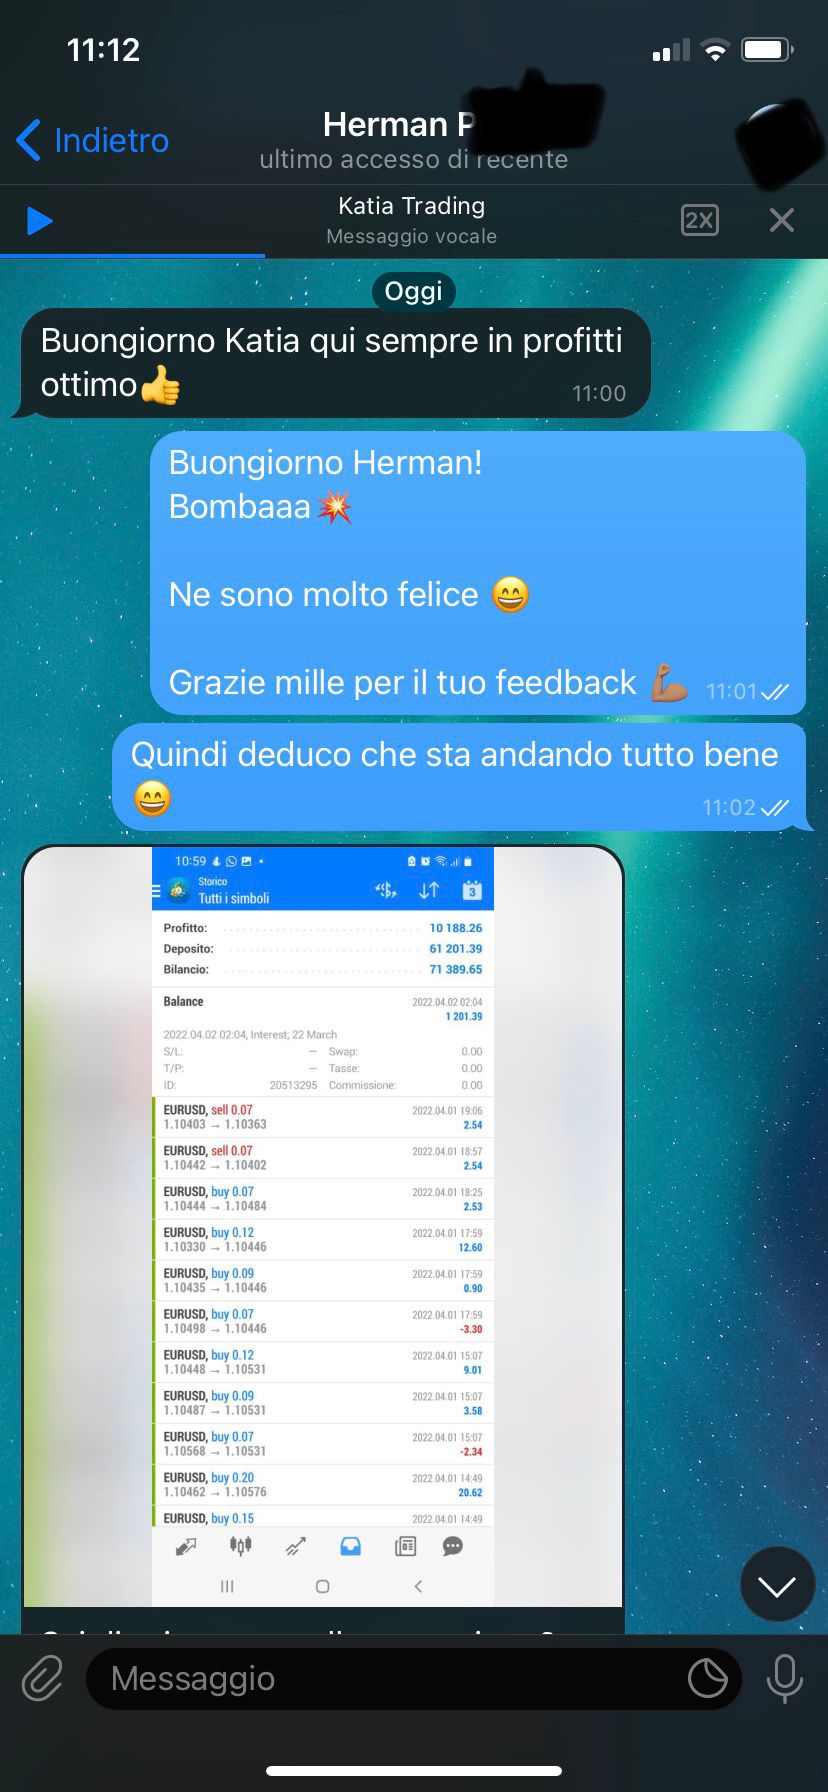 11:12
Indietro
Herman P
ultimo accesso di recente
Katia Trading
Messaggio vocale
2X
Oggi
Buongiorno Katia qui sempre in profitti
ottimo👍
11:00
Buongiorno Herman!
Bombaaa💥
Ne sono molto felice 😄
Grazie mille per il tuo feedback 💪🏽 11:01
Quindi deduco che sta andando tutto bene
😄
11:02
10:59
Storico
Tutti i simboli
3
Profitto: 10 188.26
Deposito: 61 201.39
Bilancio: 71 389.65
Balance 2022.04.02 02:04
1 201.39
2022.04.02 02:04, Interest; 22 March
S/L: – Swap: 0.00
T/P: – Tasse: 0.00
ID: 20513295 Commissione: 0.00
EURUSD, sell 0.07 2022.04.01 19:06
1.10403 → 1.10363 2.54
EURUSD, sell 0.07 2022.04.01 18:57
1.10442 → 1.10402 2.54
EURUSD, buy 0.07 2022.04.01 18:25
1.10444 → 1.10484 2.53
EURUSD, buy 0.12 2022.04.01 17:59
1.10330 → 1.10446 12.60
EURUSD, buy 0.09 2022.04.01 17:59
1.10435 → 1.10446 0.90
EURUSD, buy 0.07 2022.04.01 17:59
1.10498 → 1.10446 -3.30
EURUSD, buy 0.12 2022.04.01 15:07
1.10448 → 1.10531 9.01
EURUSD, buy 0.09 2022.04.01 15:07
1.10487 → 1.10531 3.58
EURUSD, buy 0.07 2022.04.01 15:07
1.10568 → 1.10531 -2.34
EURUSD, buy 0.20 2022.04.01 14:49
1.10462 → 1.10576 20.62
EURUSD, buy 0.15 2022.04.01 14:49
Messaggio